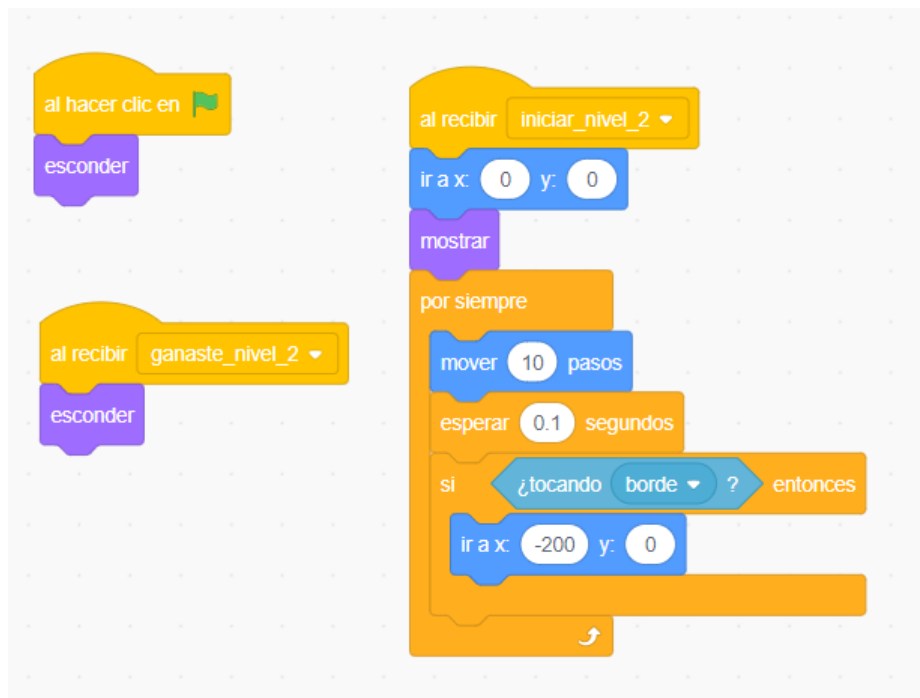 al hacer clic en
esconder
al recibir ganaste_nivel_2
esconder
al recibir iniciar_nivel_2
ir a x: 0 y: 0
mostrar
por siempre
mover 10 pasos
esperar 0.1 segundos
si ¿tocando borde ? entonces
ir a x: -200 y: 0